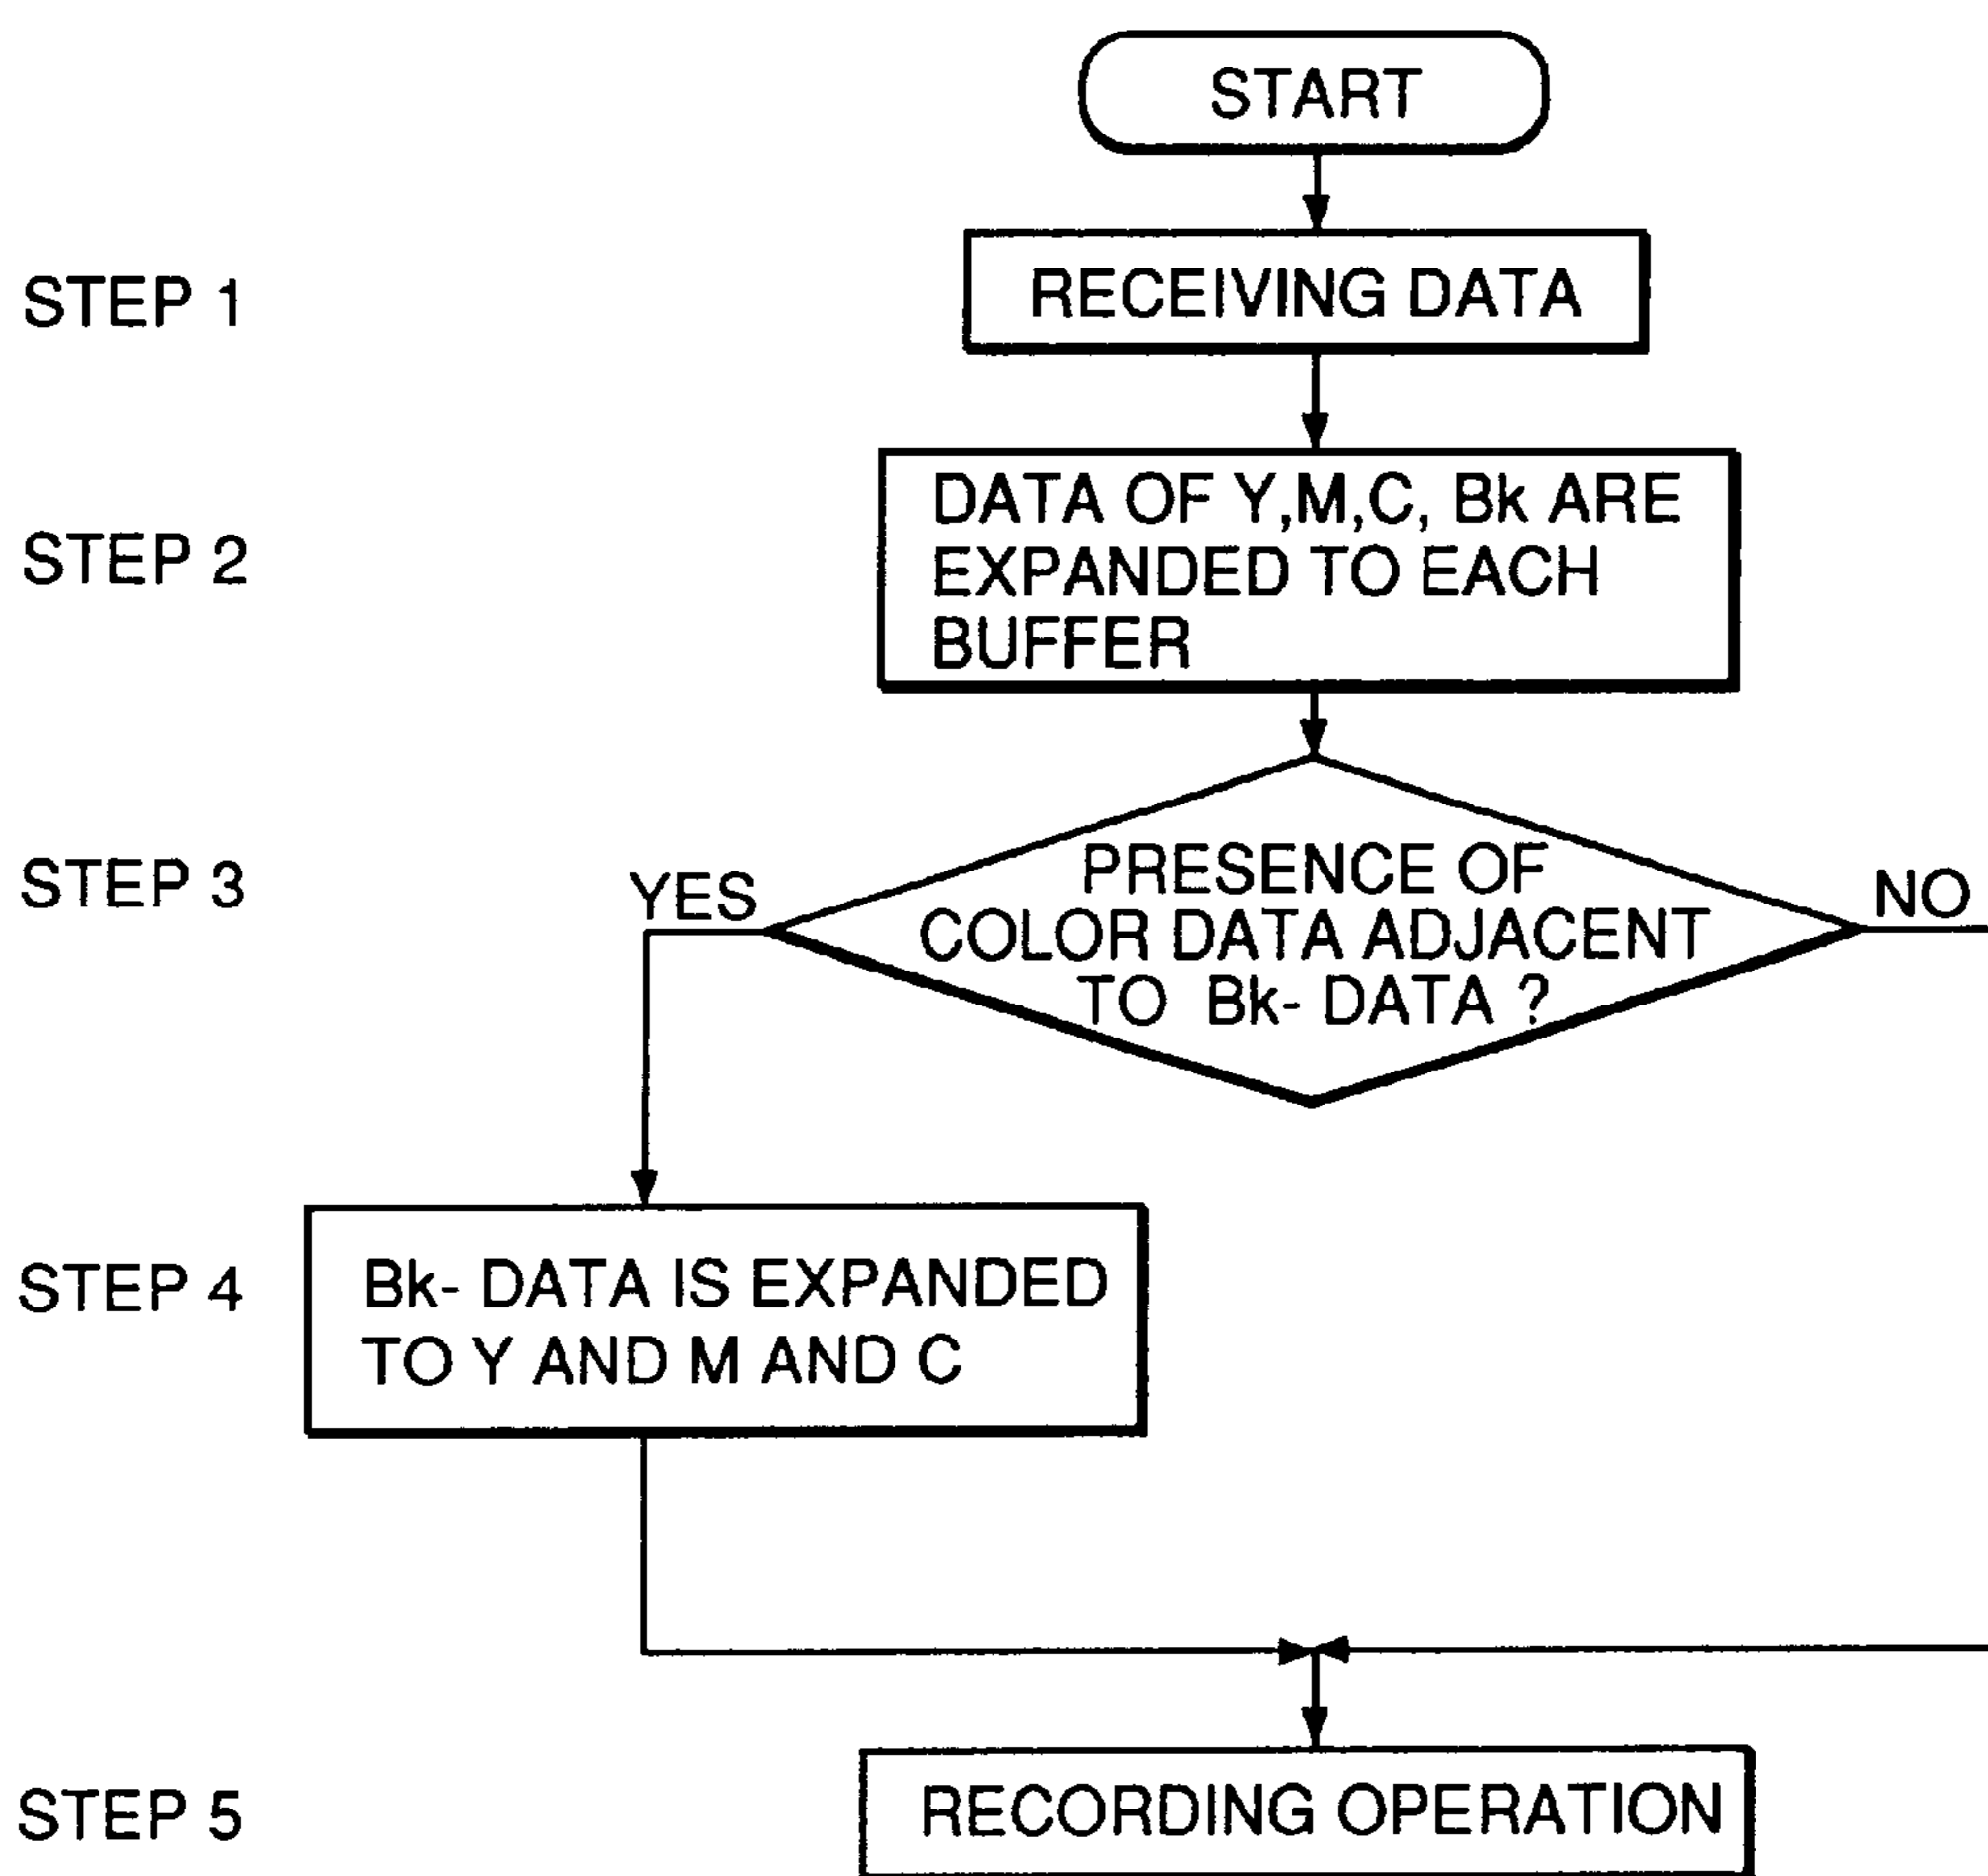 START
STEP 1
RECEIVING DATA
STEP 2
DATA OF Y,M,C, Bk ARE
EXPANDED TO EACH
BUFFER
STEP 3
YES
PRESENCE OF
COLOR DATA ADJACENT
TO Bk- DATA ?
NO
STEP 4
Bk- DATA IS EXPANDED
TO Y AND M AND C
STEP 5
RECORDING OPERATION